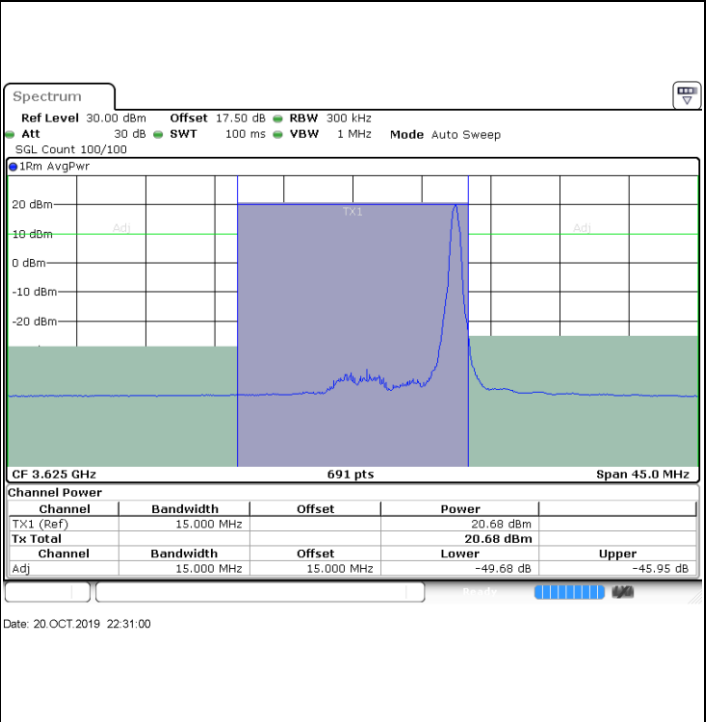 Spectrum
Ref Level 30.00 dBm Offset 17.50 dB RBW 300 kHz
Att 30 dB SWT 100 ms VBW 1 MHz Mode Auto Sweep
SGL Count 100/100
1Rm AvgPwr
TX1
20 dBm
Adj Adj
10 dBm
0 dBm
-10 dBm
-20 dBm
CF 3.625 GHz 691 pts Span 45.0 MHz
Channel Power
Channel Bandwidth Offset Power
TX1 (Ref) 15.000 MHz 20.68 dBm
Tx Total 20.68 dBm
Channel Bandwidth Offset Lower Upper
Adj 15.000 MHz 15.000 MHz -49.68 dB -45.95 dB
Ready
Date: 20.OCT.2019 22:31:00